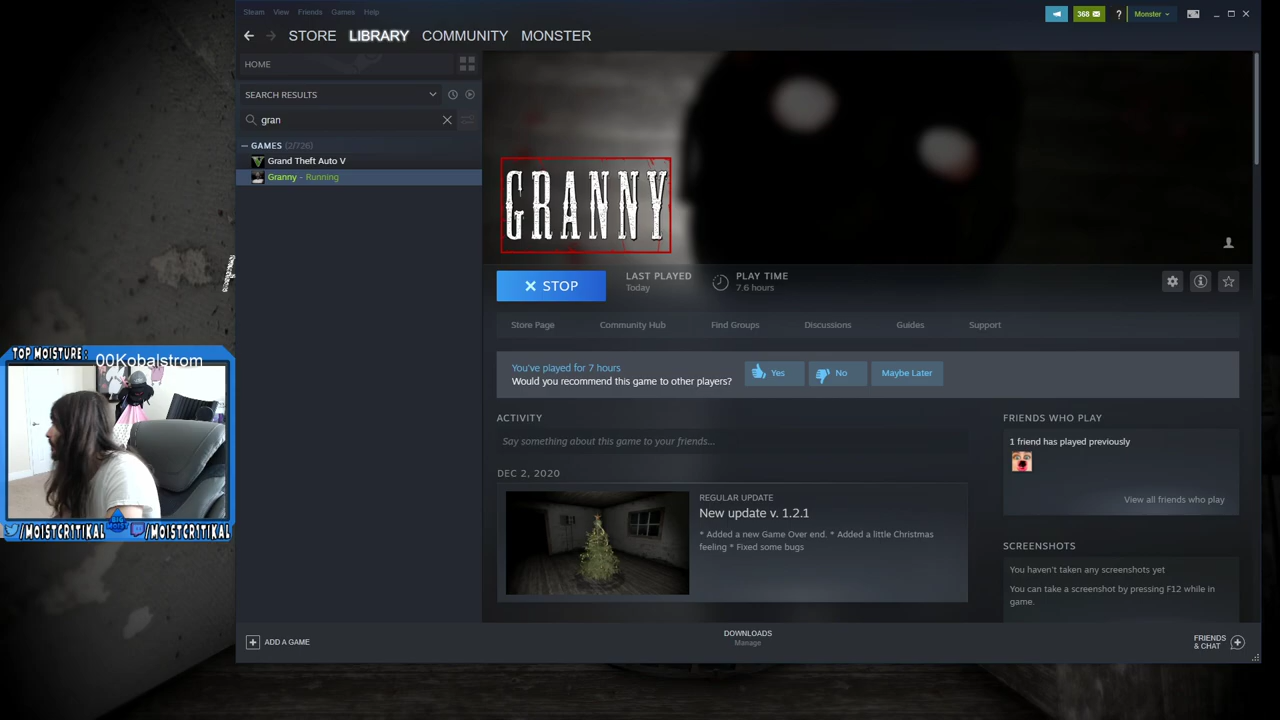 Steam View Friends Games Help
368
?
Monster
STORE LIBRARY COMMUNITY MONSTER
HOME
SEARCH RESULTS
gran
GAMES (2/726)
Grand Theft Auto V
Granny - Running
GRANNY
STOP
LAST PLAYED
Today
PLAY TIME
7.6 hours
Store Page Community Hub Find Groups Discussions Guides Support
You've played for 7 hours
Would you recommend this game to other players?
Yes No Maybe Later
ACTIVITY
Say something about this game to your friends...
DEC 2, 2020
REGULAR UPDATE
New update v. 1.2.1
* Added a new Game Over end. * Added a little Christmas
feeling * Fixed some bugs
FRIENDS WHO PLAY
1 friend has played previously
View all friends who play
SCREENSHOTS
You haven't taken any screenshots yet
You can take a screenshot by pressing F12 while in
game.
TOP MOISTURE: 00Kobalstrom
/MOISTCRITIKAL
BIG MOIST
/MOISTCRITIKAL
ADD A GAME
DOWNLOADS
Manage
FRIENDS
& CHAT